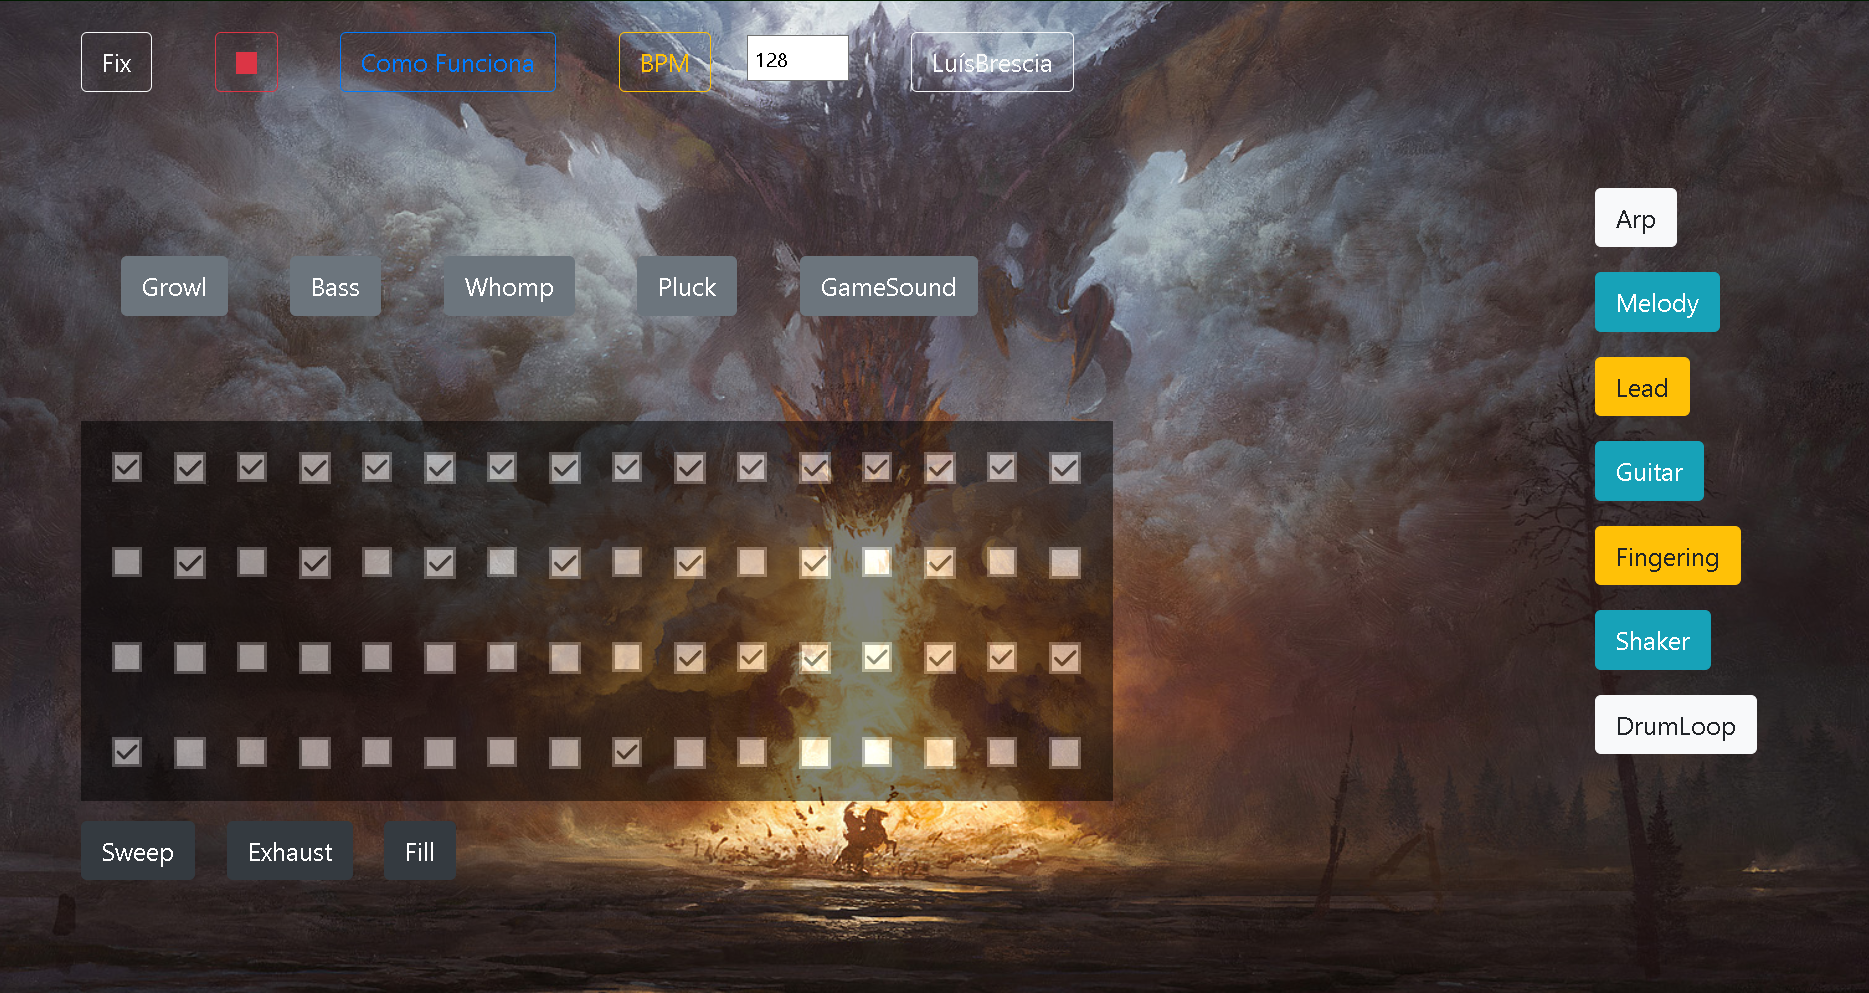 Fix
Como Funciona
BPM
128
LuísBrescia
Growl
Bass
Whomp
Pluck
GameSound
Arp
Melody
Lead
Guitar
Fingering
Shaker
DrumLoop
Sweep
Exhaust
Fill